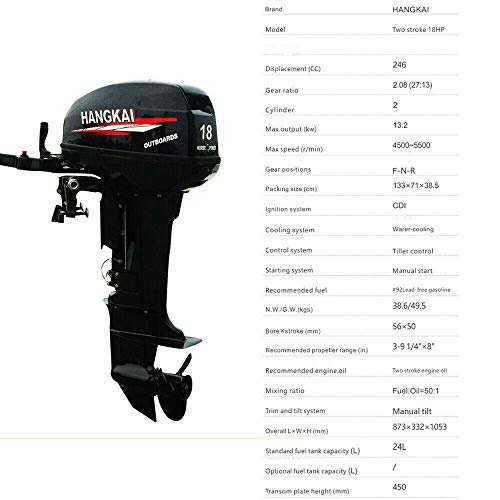 HANGKAI
OUTBOARDS
18
HORSE POWER
Brand HANGKAI
Model Two stroke 18HP
Displacement (CC) 246
Gear ratio 2.08 (27:13)
Cylinder 2
Max.output (kw) 13.2
Max speed (r/min) 4500~5500
Gear positions F-N-R
Packing size (cm) 133×71×38.5
Ignition system CDI
Cooling system Warer-cooling
Control system Tiller control
Starting system Manual start
Recommended fuel #92Lead-free gasoline
N.W./G.W.(kgs) 38.6/49.5
Bore×stroke (mm) 56×50
Recommended propeller range (in) 3-9 1/4"×8"
Recommended engine oil Two stroke engine oil
Mixing ratio Fuel:Oil=50:1
Trim and tilt system Manual tilt
Overall L×W×H (mm) 873×332×1053
Standard fuel tank capacity (L) 24L
Optional fuel tank capacity (L) /
Transom plate height (mm) 450